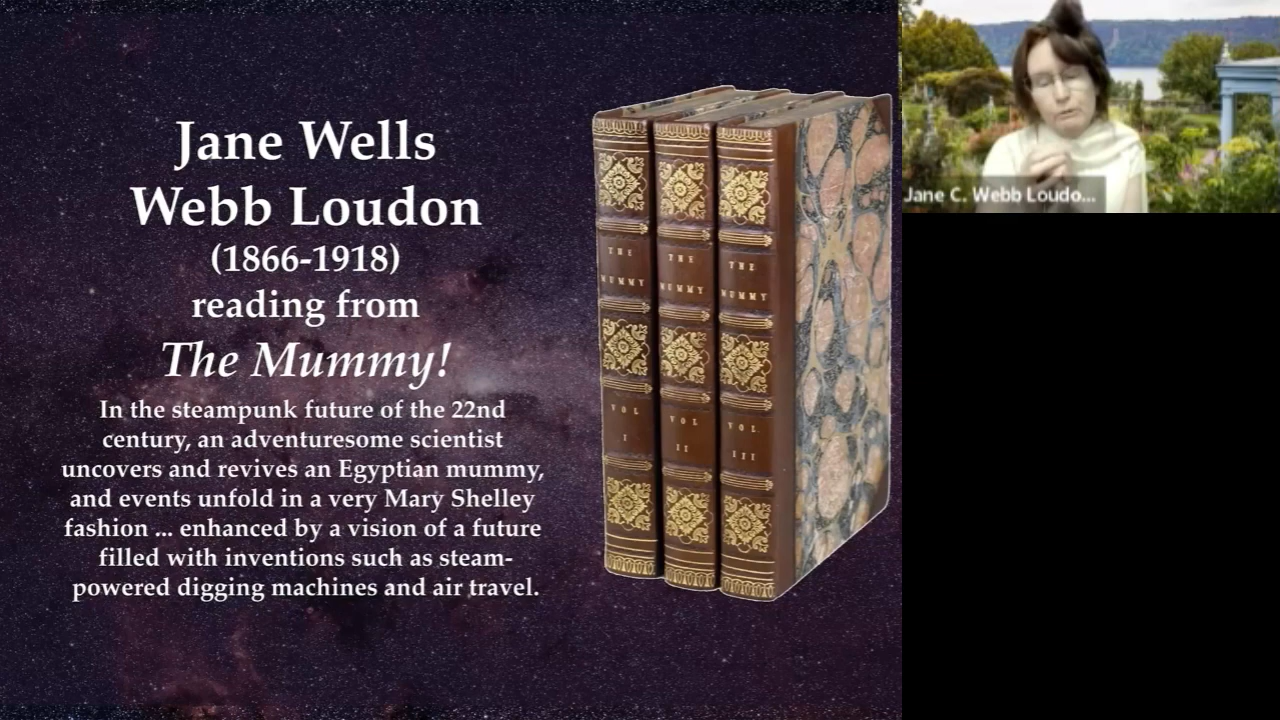 Jane Wells
Webb Loudon
(1866-1918)
reading from
The Mummy!
In the steampunk future of the 22nd
century, an adventuresome scientist
uncovers and revives an Egyptian mummy,
and events unfold in a very Mary Shelley
fashion ... enhanced by a vision of a future
filled with inventions such as steam-
powered digging machines and air travel.
THE
MUMMY
VOL
I
THE
MUMMY
VOL
II
THE
MUMMY
VOL.
III
Jane C. Webb Loudo...